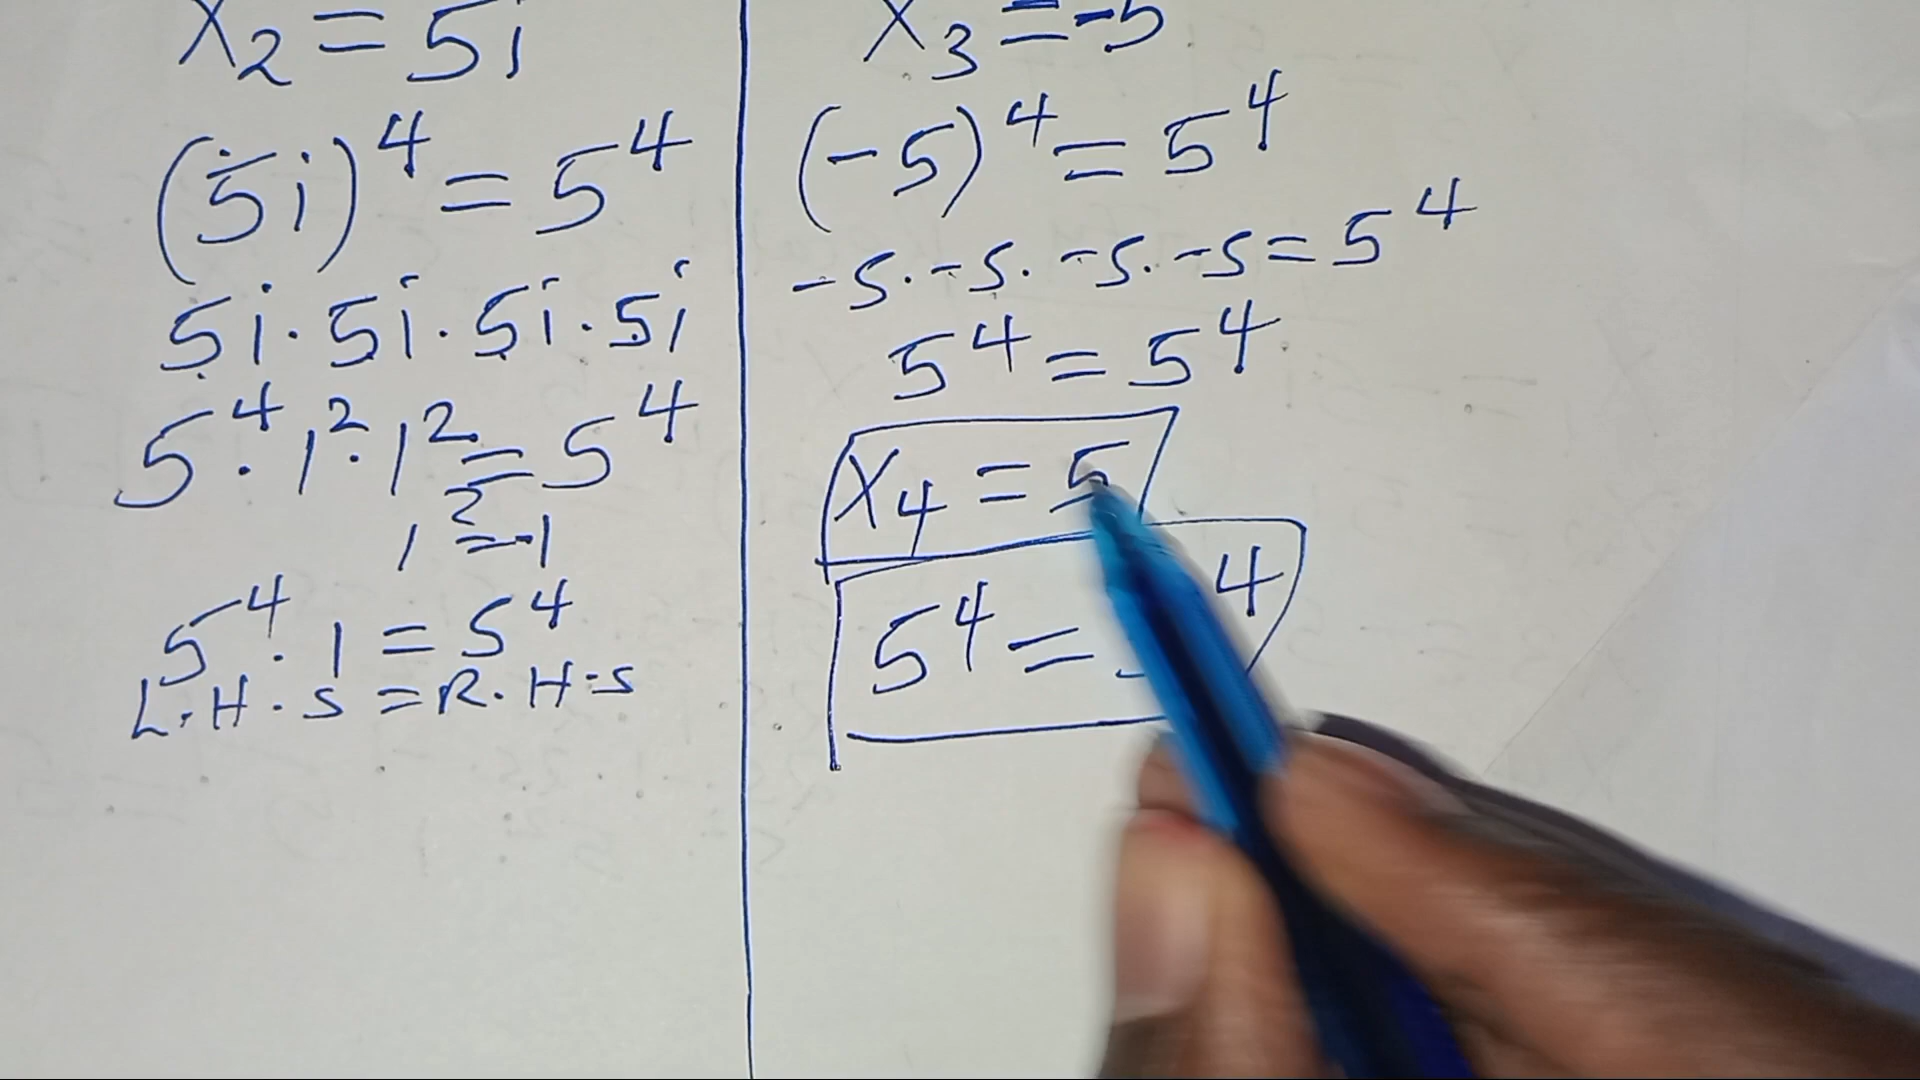 x₂ = 5i
(5i)⁴ = 5⁴
5i · 5i · 5i · 5i
5⁴ · i² · i² = 5⁴
i² = -1
5⁴ · 1 = 5⁴
L.H.S = R.H.S
x₃ = -5
(-5)⁴ = 5⁴
-5 · -5 · -5 · -5 = 5⁴
5⁴ = 5⁴
x₄ = 5
5⁴ = 5⁴